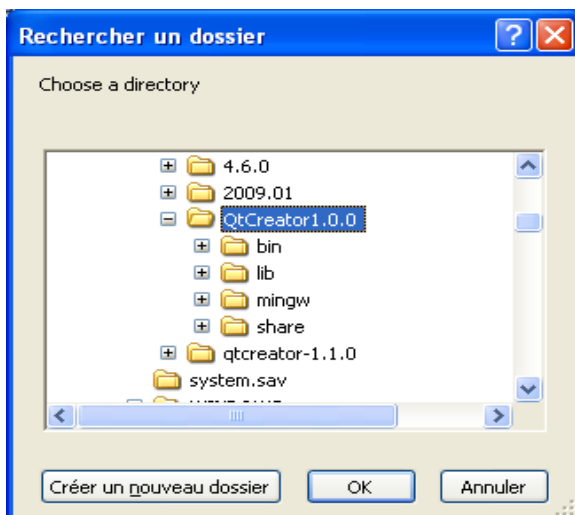 Rechercher un dossier
Choose a directory
4.6.0
2009.01
QtCreator1.0.0
bin
lib
mingw
share
qtcreator-1.1.0
system.sav
Créer un nouveau dossier
OK
Annuler